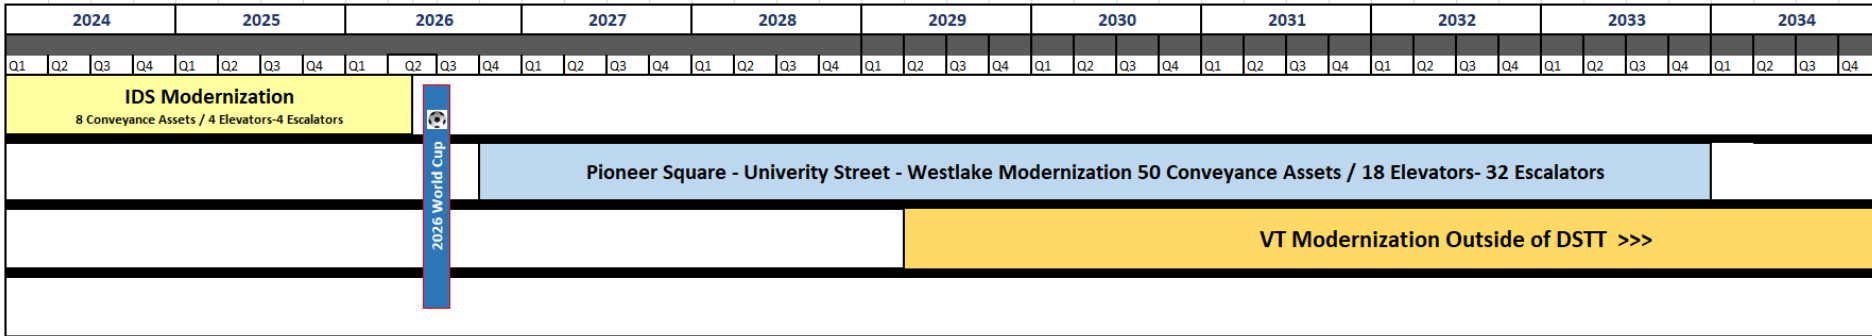 2024 2025 2026 2027 2028 2029 2030 2031 2032 2033 2034
Q1 Q2 Q3 Q4 Q1 Q2 Q3 Q4 Q1 Q2 Q3 Q4 Q1 Q2 Q3 Q4 Q1 Q2 Q3 Q4 Q1 Q2 Q3 Q4 Q1 Q2 Q3 Q4 Q1 Q2 Q3 Q4 Q1 Q2 Q3 Q4 Q1 Q2 Q3 Q4 Q1 Q2 Q3 Q4
IDS Modernization
8 Conveyance Assets / 4 Elevators-4 Escalators
2026 World Cup
Pioneer Square - Univerity Street - Westlake Modernization 50 Conveyance Assets / 18 Elevators- 32 Escalators
VT Modernization Outside of DSTT >>>